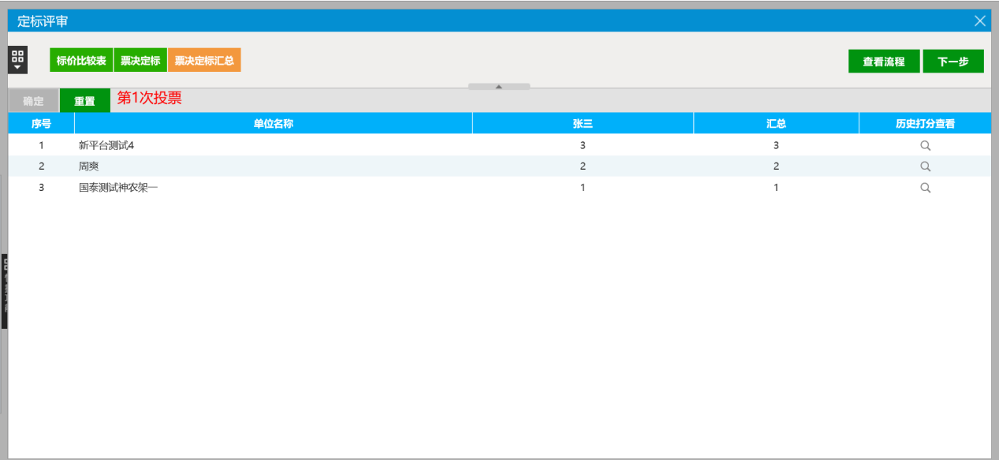 定标评审
标价比较表 票决定标 票决定标汇总 查看流程 下一步
确定 重置 第1次投票
序号 单位名称 张三 汇总 历史打分查看
1 新平台测试4 3 3
2 周爽 2 2
3 国泰测试神农架一 1 1